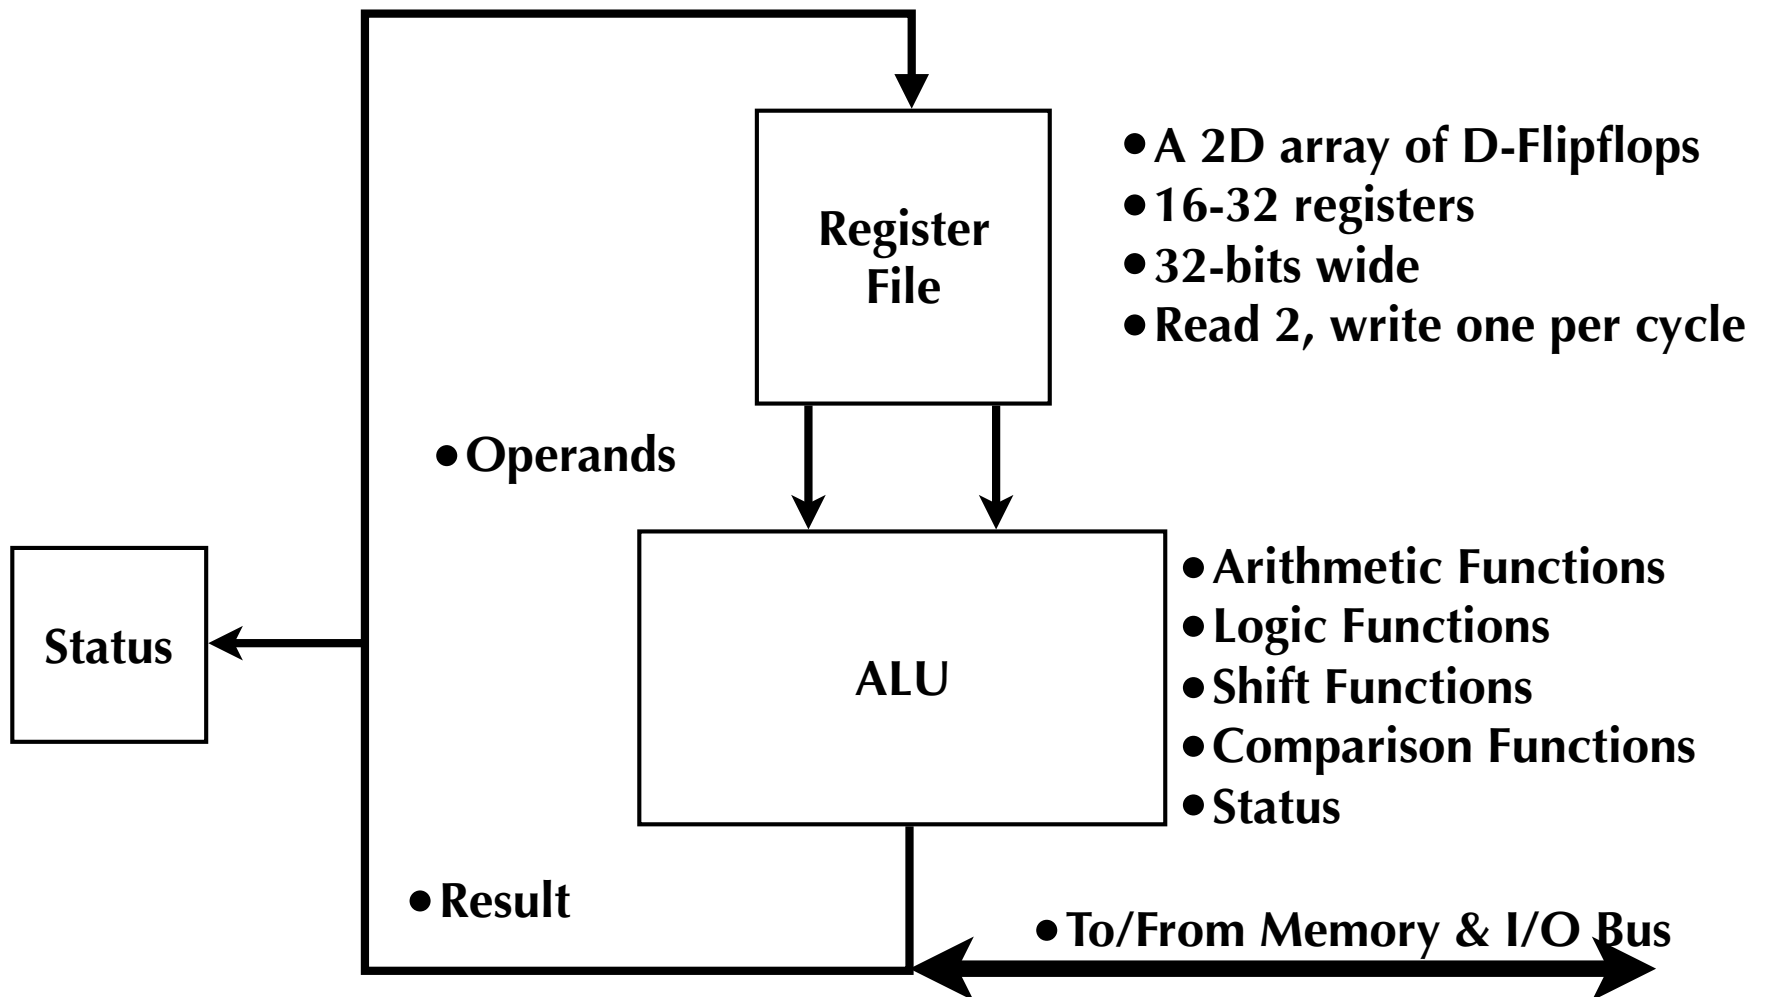 Register
File
• A 2D array of D-Flipflops
• 16-32 registers
• 32-bits wide
• Read 2, write one per cycle
• Operands
Status
ALU
• Arithmetic Functions
• Logic Functions
• Shift Functions
• Comparison Functions
• Status
• Result
• To/From Memory & I/O Bus